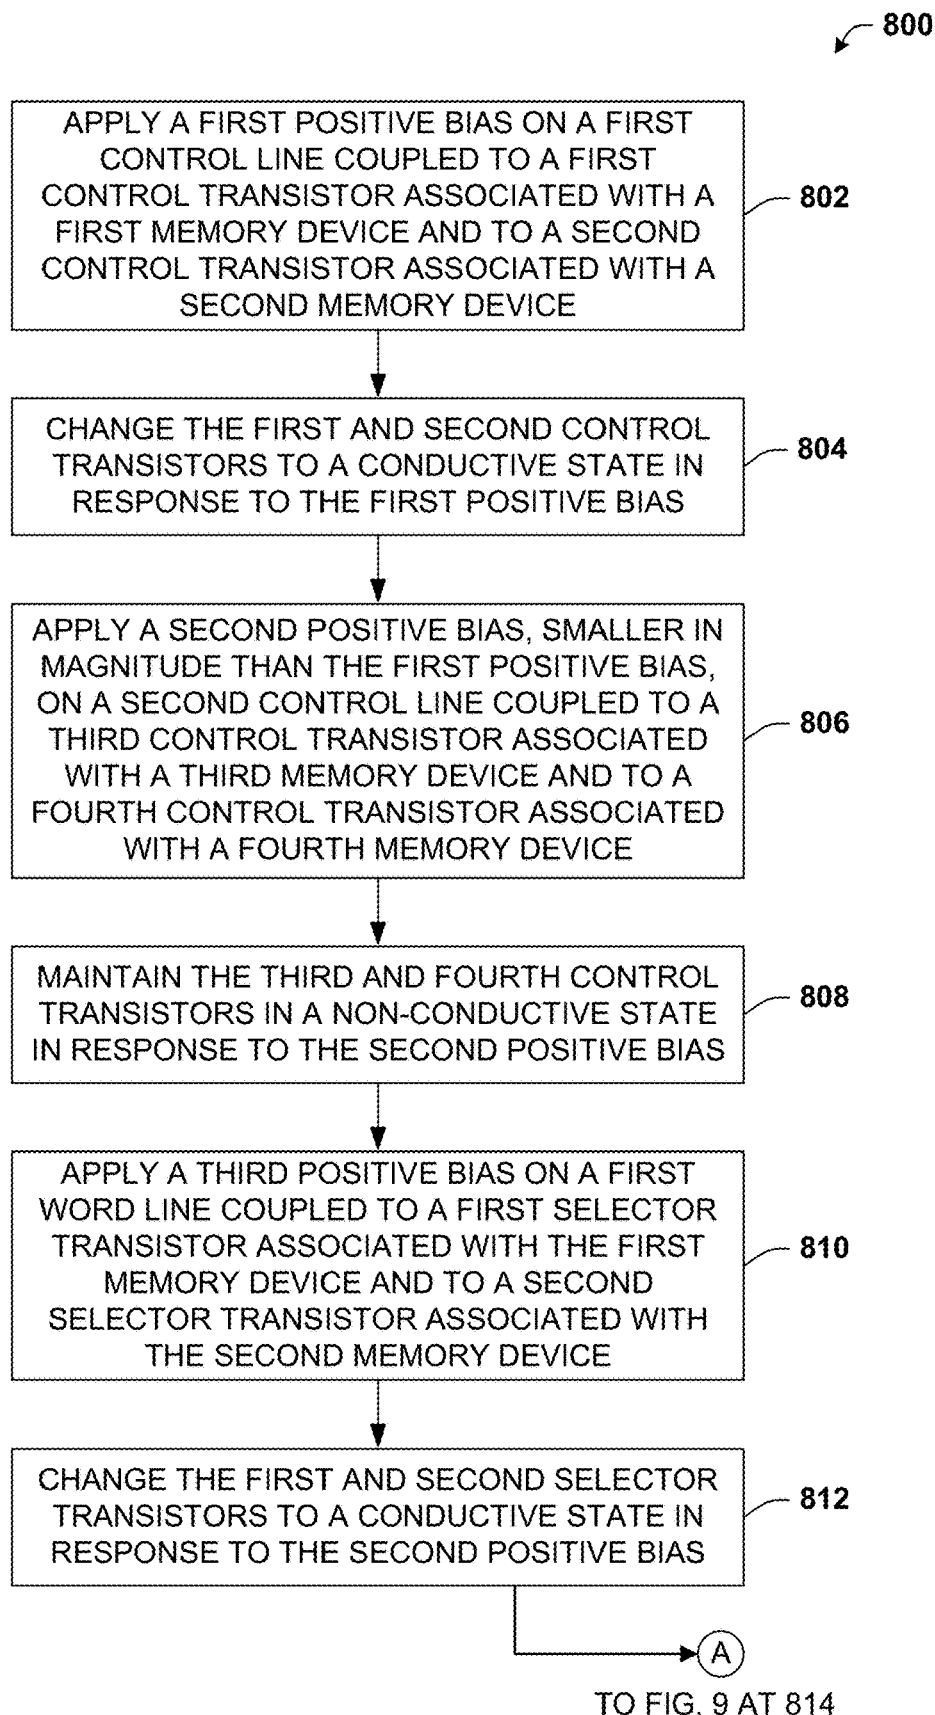 800
APPLY A FIRST POSITIVE BIAS ON A FIRST
CONTROL LINE COUPLED TO A FIRST
CONTROL TRANSISTOR ASSOCIATED WITH A
FIRST MEMORY DEVICE AND TO A SECOND
CONTROL TRANSISTOR ASSOCIATED WITH A
SECOND MEMORY DEVICE
802
CHANGE THE FIRST AND SECOND CONTROL
TRANSISTORS TO A CONDUCTIVE STATE IN
RESPONSE TO THE FIRST POSITIVE BIAS
804
APPLY A SECOND POSITIVE BIAS, SMALLER IN
MAGNITUDE THAN THE FIRST POSITIVE BIAS,
ON A SECOND CONTROL LINE COUPLED TO A
THIRD CONTROL TRANSISTOR ASSOCIATED
WITH A THIRD MEMORY DEVICE AND TO A
FOURTH CONTROL TRANSISTOR ASSOCIATED
WITH A FOURTH MEMORY DEVICE
806
MAINTAIN THE THIRD AND FOURTH CONTROL
TRANSISTORS IN A NON-CONDUCTIVE STATE
IN RESPONSE TO THE SECOND POSITIVE BIAS
808
APPLY A THIRD POSITIVE BIAS ON A FIRST
WORD LINE COUPLED TO A FIRST SELECTOR
TRANSISTOR ASSOCIATED WITH THE FIRST
MEMORY DEVICE AND TO A SECOND
SELECTOR TRANSISTOR ASSOCIATED WITH
THE SECOND MEMORY DEVICE
810
CHANGE THE FIRST AND SECOND SELECTOR
TRANSISTORS TO A CONDUCTIVE STATE IN
RESPONSE TO THE SECOND POSITIVE BIAS
812
A
TO FIG. 9 AT 814